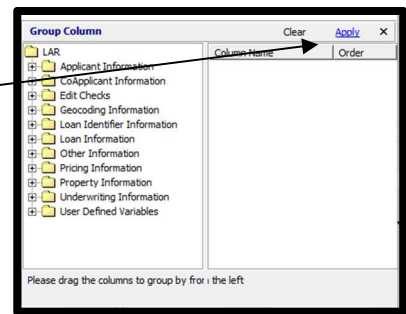 Group Column Clear Apply ×
LAR
Applicant Information
CoApplicant Information
Edit Checks
Geocoding Information
Loan Identifier Information
Loan Information
Other Information
Pricing Information
Property Information
Underwriting Information
User Defined Variables
Column Name Order
Please drag the columns to group by from the left